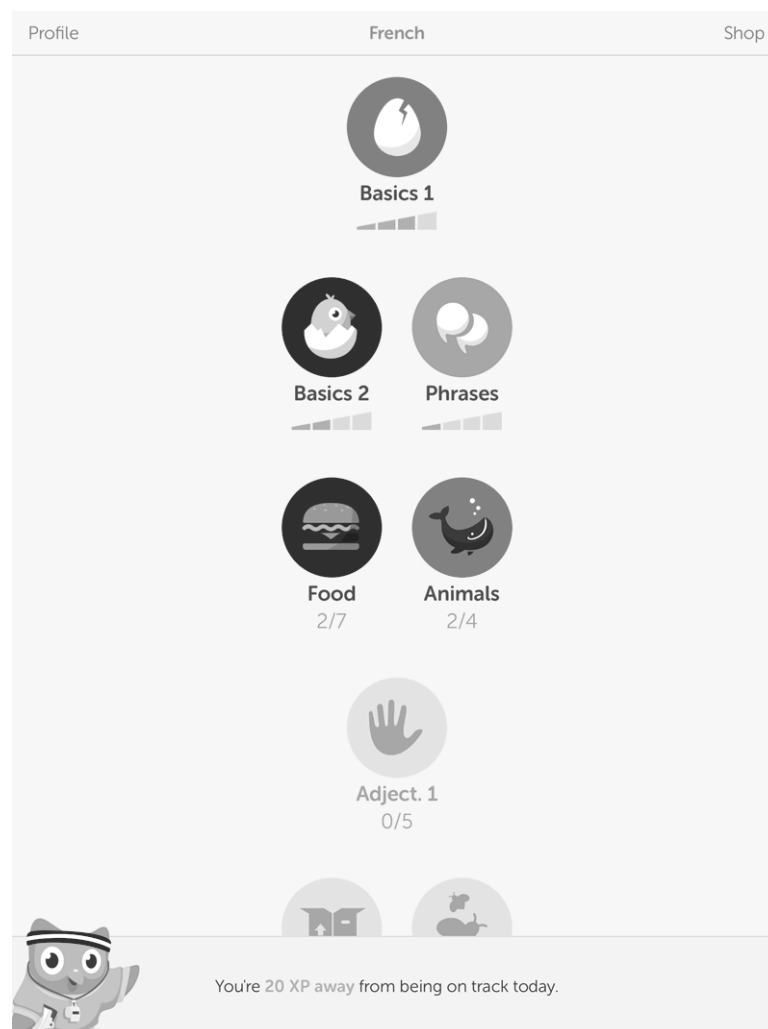 Profile French Shop
Basics 1
Basics 2 Phrases
Food Animals
2/7 2/4
Adject. 1
0/5
You're 20 XP away from being on track today.